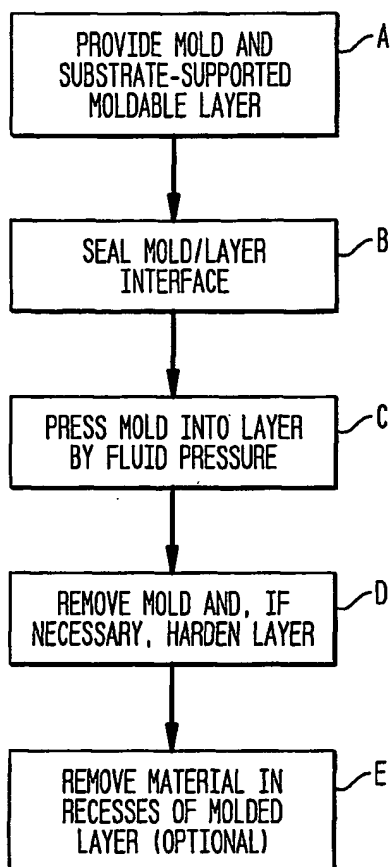 PROVIDE MOLD AND
SUBSTRATE-SUPPORTED
MOLDABLE LAYER
A
SEAL MOLD/LAYER
INTERFACE
B
PRESS MOLD INTO LAYER
BY FLUID PRESSURE
C
REMOVE MOLD AND, IF
NECESSARY, HARDEN LAYER
D
REMOVE MATERIAL IN
RECESSES OF MOLDED
LAYER (OPTIONAL)
E